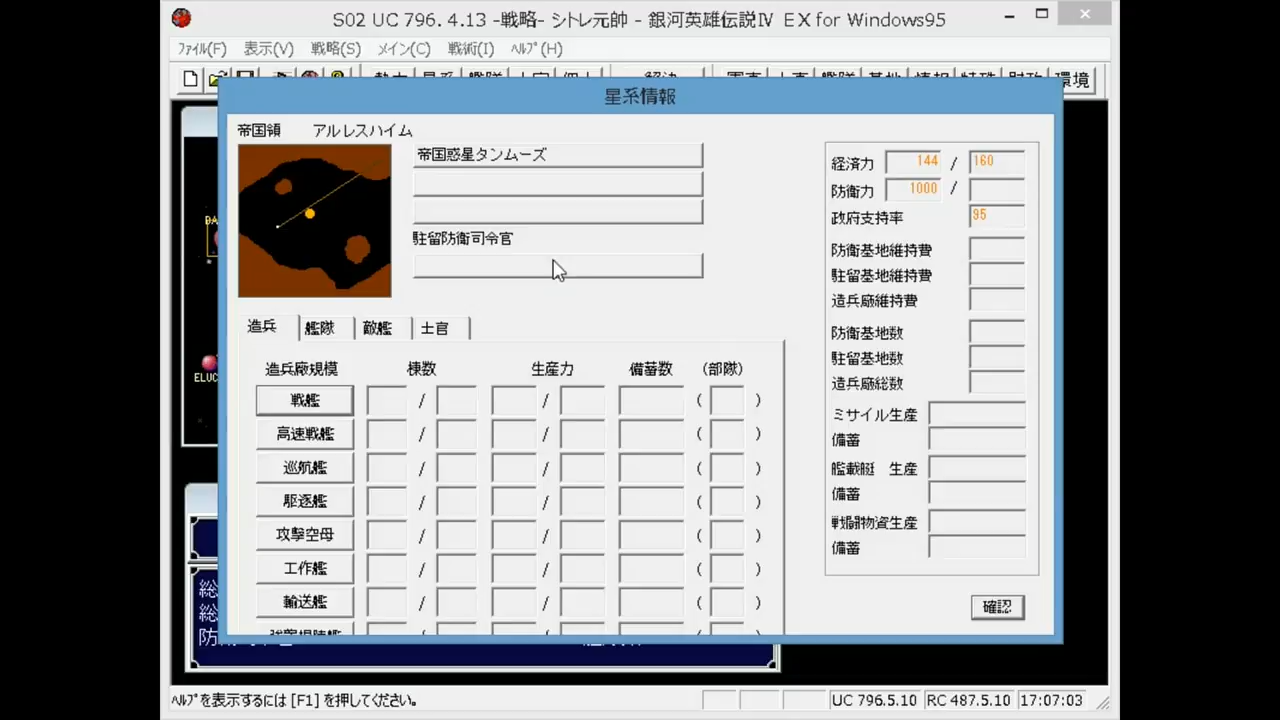 S02 UC 796. 4.13 -戦略- シトレ元帥 - 銀河英雄伝説Ⅳ EX for Windows95
ﾌｧｲﾙ(F) 表示(V) 戦略(S) メイン(C) 戦術(I) ﾍﾙﾌﾟ(H)
環境
星系情報
帝国領 アルレスハイム
帝国惑星タンムーズ
駐留防衛司令官
経済力 144 / 160
防衛力 1000 /
政府支持率 95
防衛基地維持費
駐留基地維持費
造兵廠維持費
防衛基地数
駐留基地数
造兵廠総数
ミサイル生産
備蓄
艦載艇 生産
備蓄
戦闘物資生産
備蓄
造兵 艦隊 敵艦 士官
造兵廠規模 棟数 生産力 備蓄数 (部隊)
戦艦 / / ( )
高速戦艦 / / ( )
巡航艦 / / ( )
駆逐艦 / / ( )
攻撃空母 / / ( )
工作艦 / / ( )
輸送艦 / / ( )
確認
ELUC
総
総
防
ﾍﾙﾌﾟを表示するには [F1] を押してください。
UC 796.5.10 RC 487.5.10 17:07:03